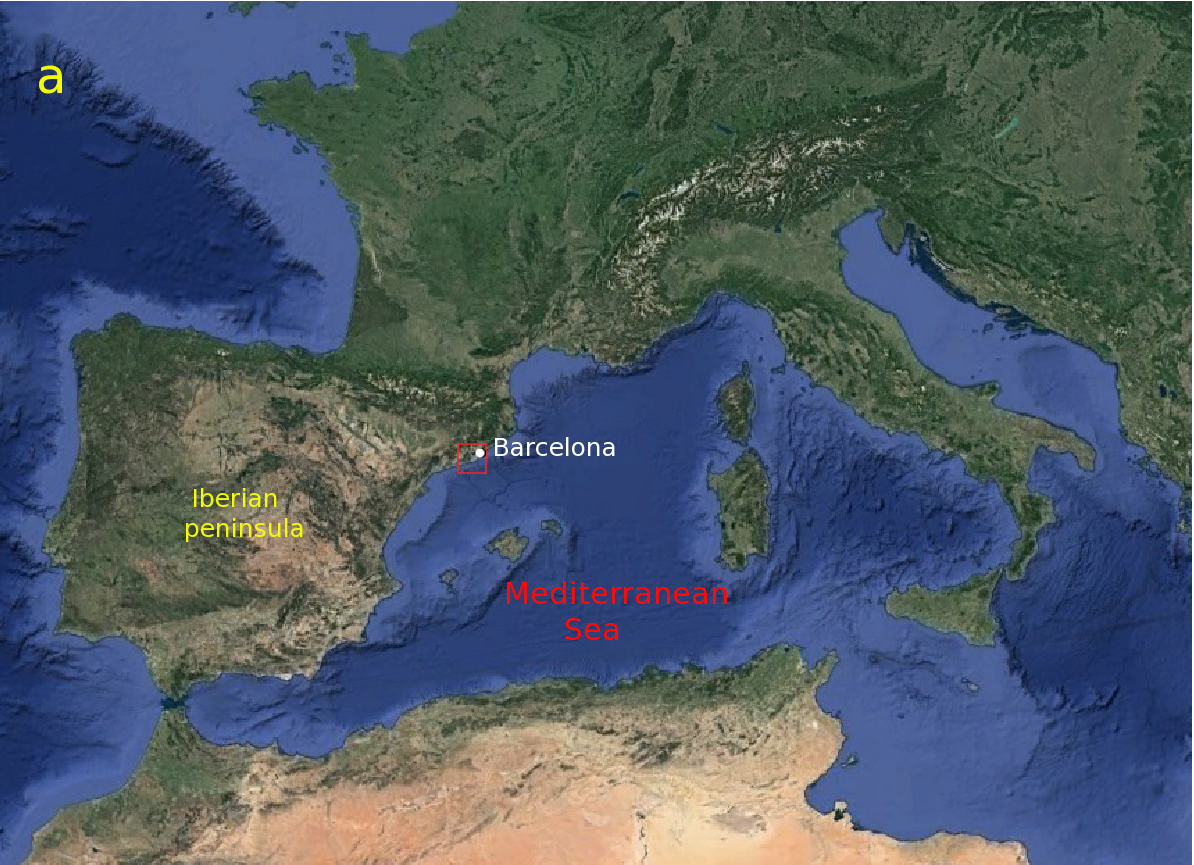 a
Barcelona
Iberian
peninsula
Mediterranean
Sea